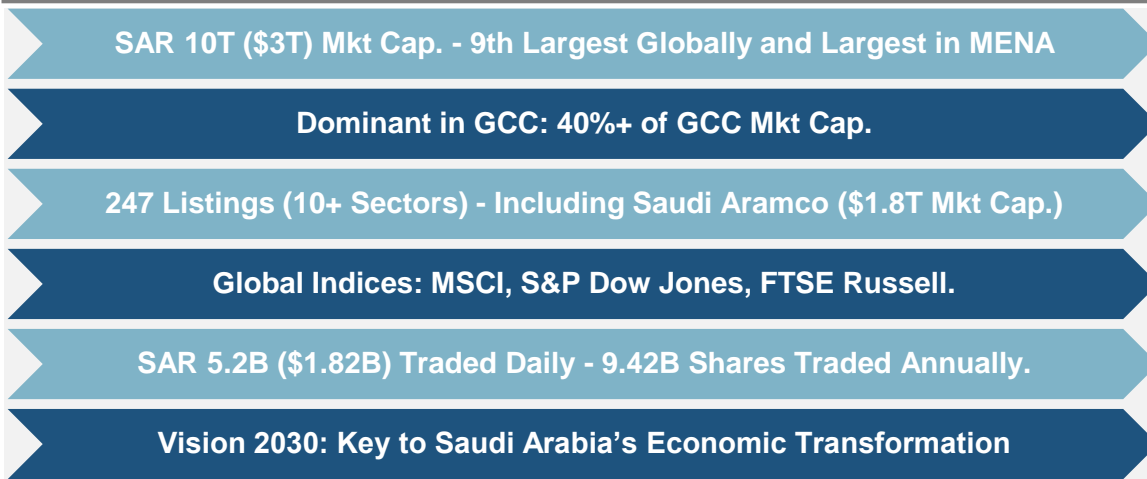 SAR 10T ($3T) Mkt Cap. - 9th Largest Globally and Largest in MENA
Dominant in GCC: 40%+ of GCC Mkt Cap.
247 Listings (10+ Sectors) - Including Saudi Aramco ($1.8T Mkt Cap.)
Global Indices: MSCI, S&P Dow Jones, FTSE Russell.
SAR 5.2B ($1.82B) Traded Daily - 9.42B Shares Traded Annually.
Vision 2030: Key to Saudi Arabia’s Economic Transformation